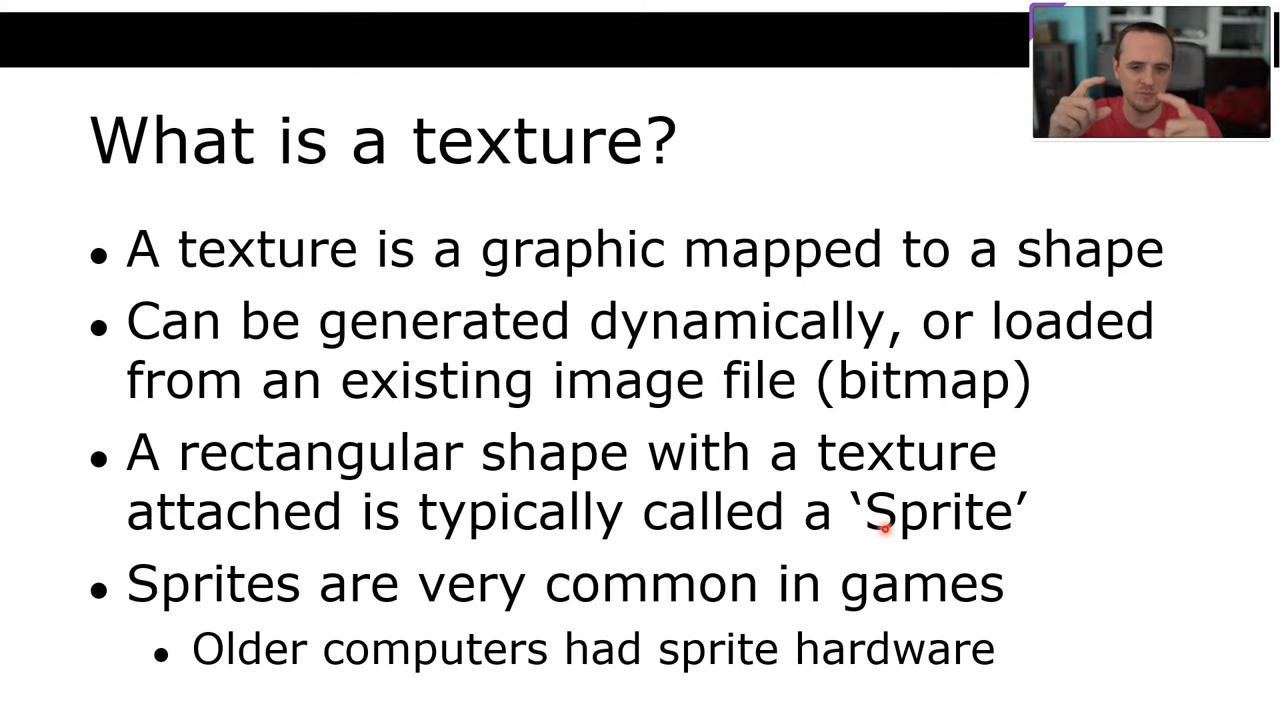 What is a texture?
• A texture is a graphic mapped to a shape
• Can be generated dynamically, or loaded
from an existing image file (bitmap)
• A rectangular shape with a texture
attached is typically called a ‘Sprite’
• Sprites are very common in games
• Older computers had sprite hardware